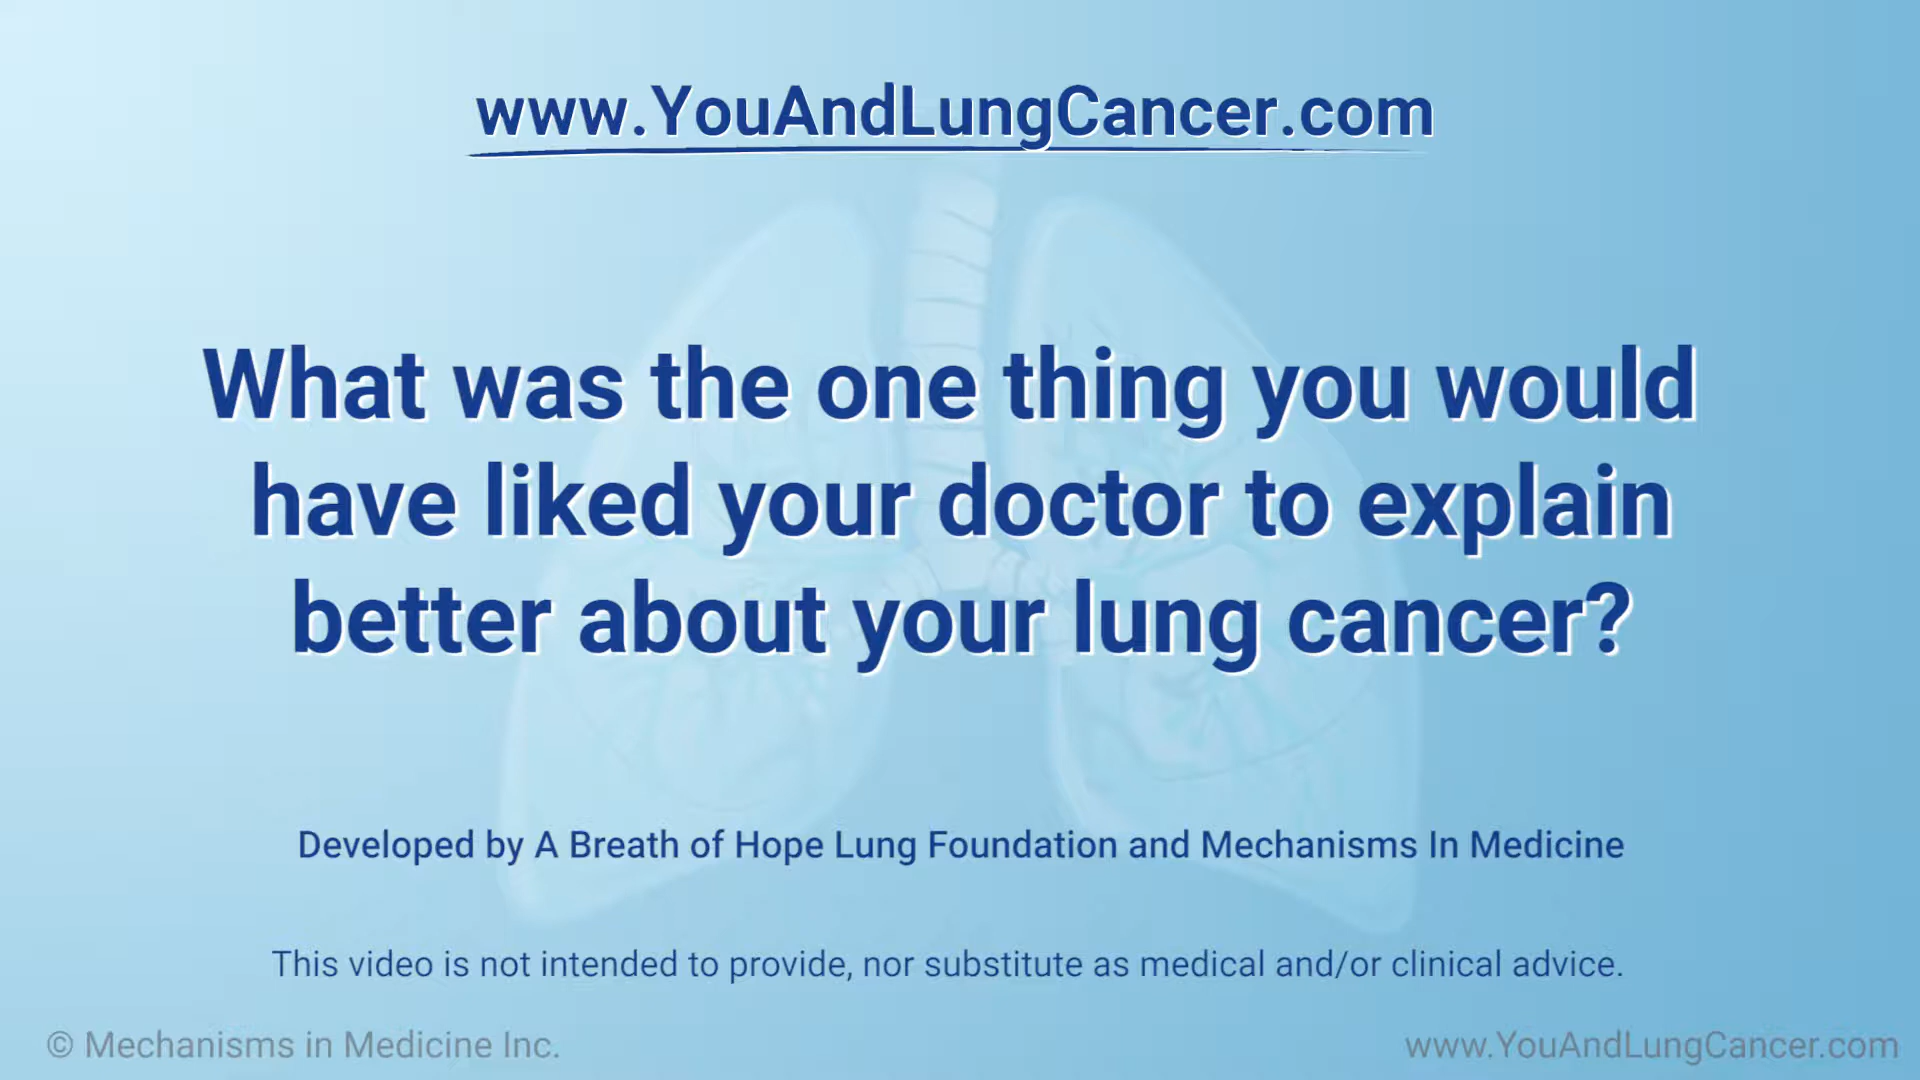 www.YouAndLungCancer.com
What was the one thing you would
have liked your doctor to explain
better about your lung cancer?
Developed by A Breath of Hope Lung Foundation and Mechanisms In Medicine
This video is not intended to provide, nor substitute as medical and/or clinical advice.
© Mechanisms in Medicine Inc.
www.YouAndLungCancer.com